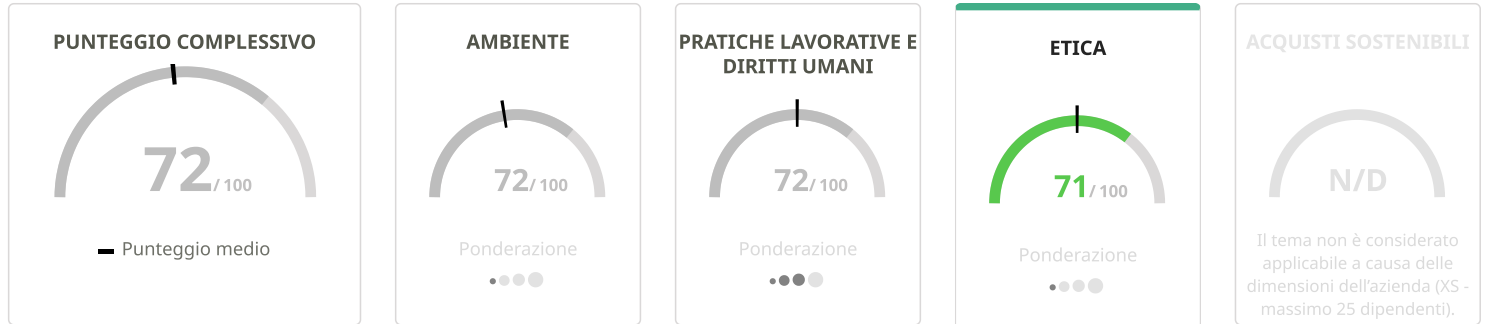 PUNTEGGIO COMPLESSIVO
72 / 100
Punteggio medio
AMBIENTE
72 / 100
Ponderazione
PRATICHE LAVORATIVE E
DIRITTI UMANI
72 / 100
Ponderazione
ETICA
71 / 100
Ponderazione
ACQUISTI SOSTENIBILI
N/D
Il tema non è considerato
applicabile a causa delle
dimensioni dell’azienda (XS -
massimo 25 dipendenti).